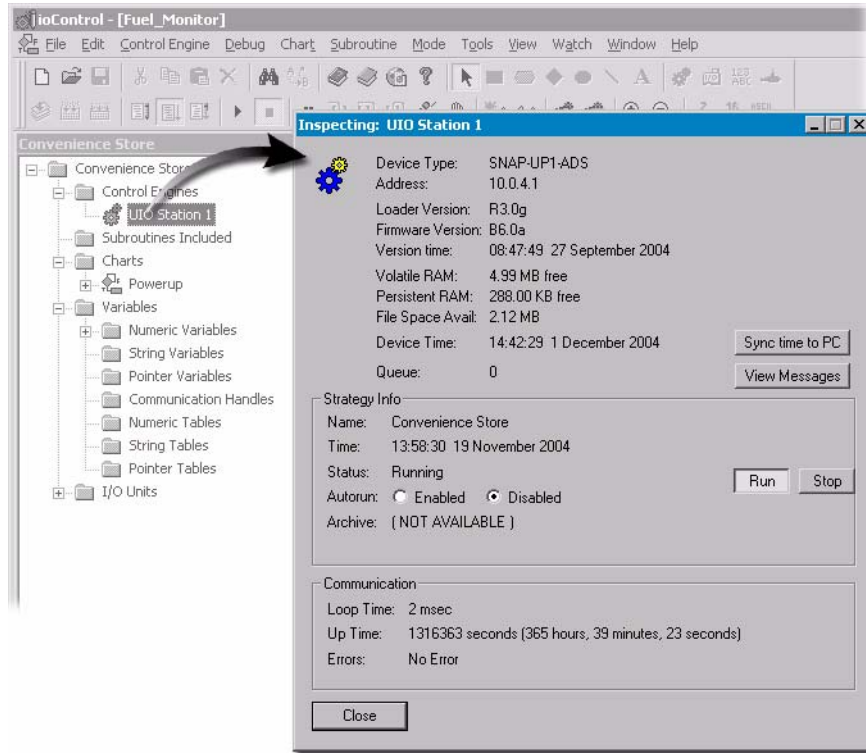 ioControl - [Fuel_Monitor]
File Edit Control Engine Debug Chart Subroutine Mode Tools View Watch Window Help
Convenience Store
Convenience Stor
Control Engines
UIO Station 1
Subroutines Included
Charts
Powerup
Variables
Numeric Variables
String Variables
Pointer Variables
Communication Handles
Numeric Tables
String Tables
Pointer Tables
I/O Units
Inspecting: UIO Station 1
Device Type: SNAP-UP1-ADS
Address: 10.0.4.1
Loader Version: R3.0g
Firmware Version: B6.0a
Version time: 08:47:49 27 September 2004
Volatile RAM: 4.99 MB free
Persistent RAM: 288.00 KB free
File Space Avail: 2.12 MB
Device Time: 14:42:29 1 December 2004
Sync time to PC
Queue: 0
View Messages
Strategy Info
Name: Convenience Store
Time: 13:58:30 19 November 2004
Status: Running
Run Stop
Autorun: Enabled Disabled
Archive: ( NOT AVAILABLE )
Communication
Loop Time: 2 msec
Up Time: 1316363 seconds (365 hours, 39 minutes, 23 seconds)
Errors: No Error
Close